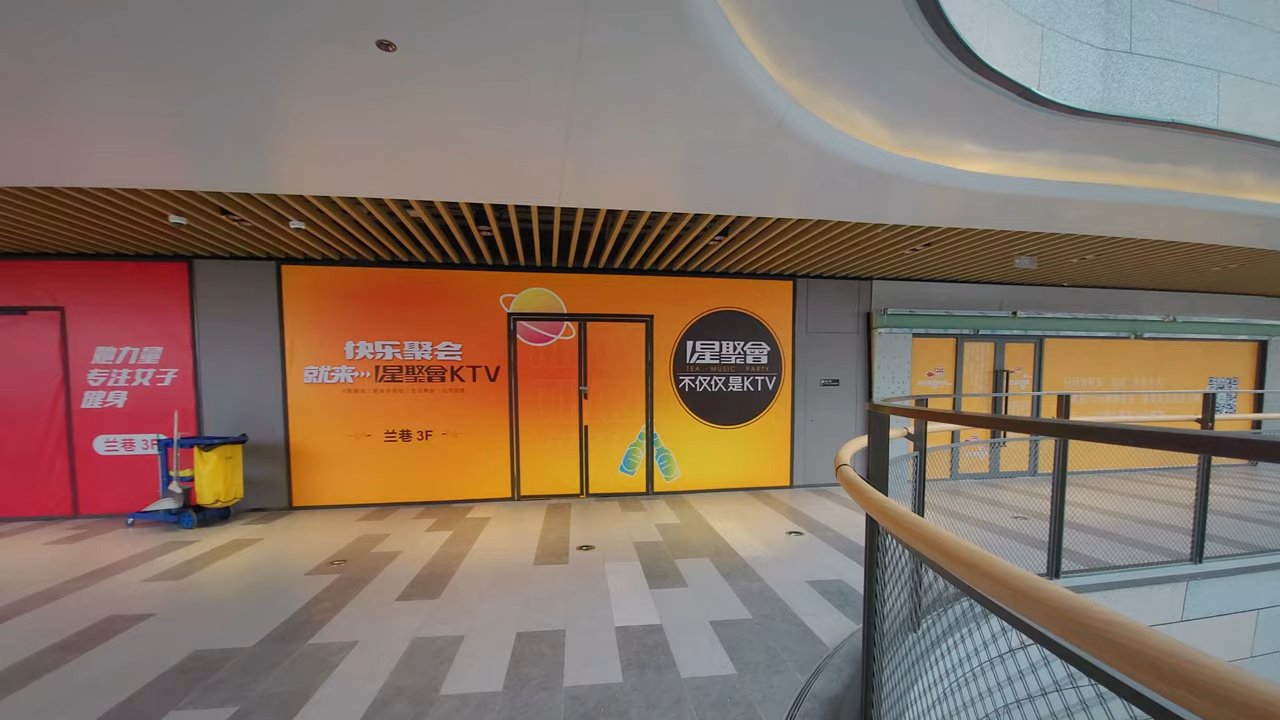 她力量
专注女子
健身
兰巷 3F
快乐聚会
就来···星聚會KTV
兰巷 3F
星聚會
TEA · MUSIC · PARTY
不仅仅是KTV